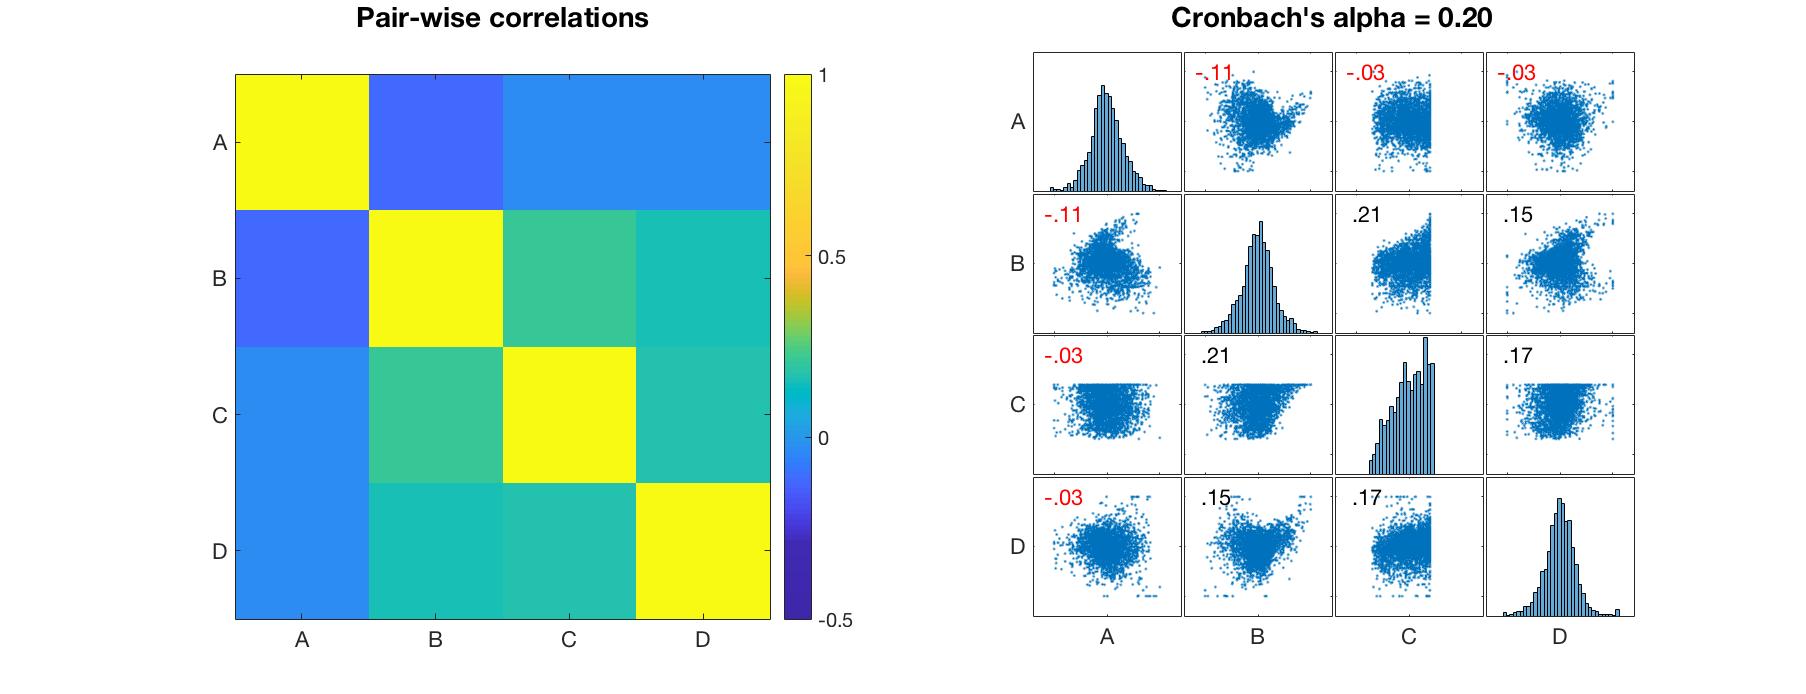 Pair-wise correlations
A
B
C
D
A B C D
1
0.5
0
-0.5
Cronbach's alpha = 0.20
A -.11 -.03 -.03
B -.11 .21 .15
C -.03 .21 .17
D -.03 .15 .17
A B C D